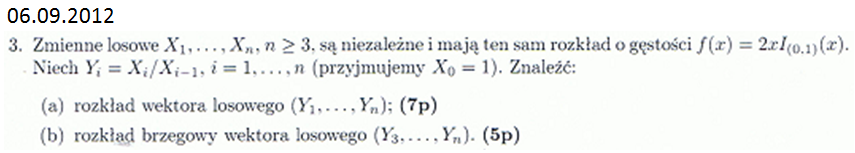 06.09.2012
3. Zmienne losowe X₁, . . . , Xₙ, n ≥ 3, są niezależne i mają ten sam rozkład o gęstości f(x) = 2xI₍₀.₁₎(x).
Niech Yᵢ = Xᵢ/Xᵢ₋₁, i = 1, . . . , n (przyjmujemy X₀ = 1). Znaleźć:
(a) rozkład wektora losowego (Y₁, . . . , Yₙ); (7p)
(b) rozkład brzegowy wektora losowego (Y₃, . . . , Yₙ). (5p)